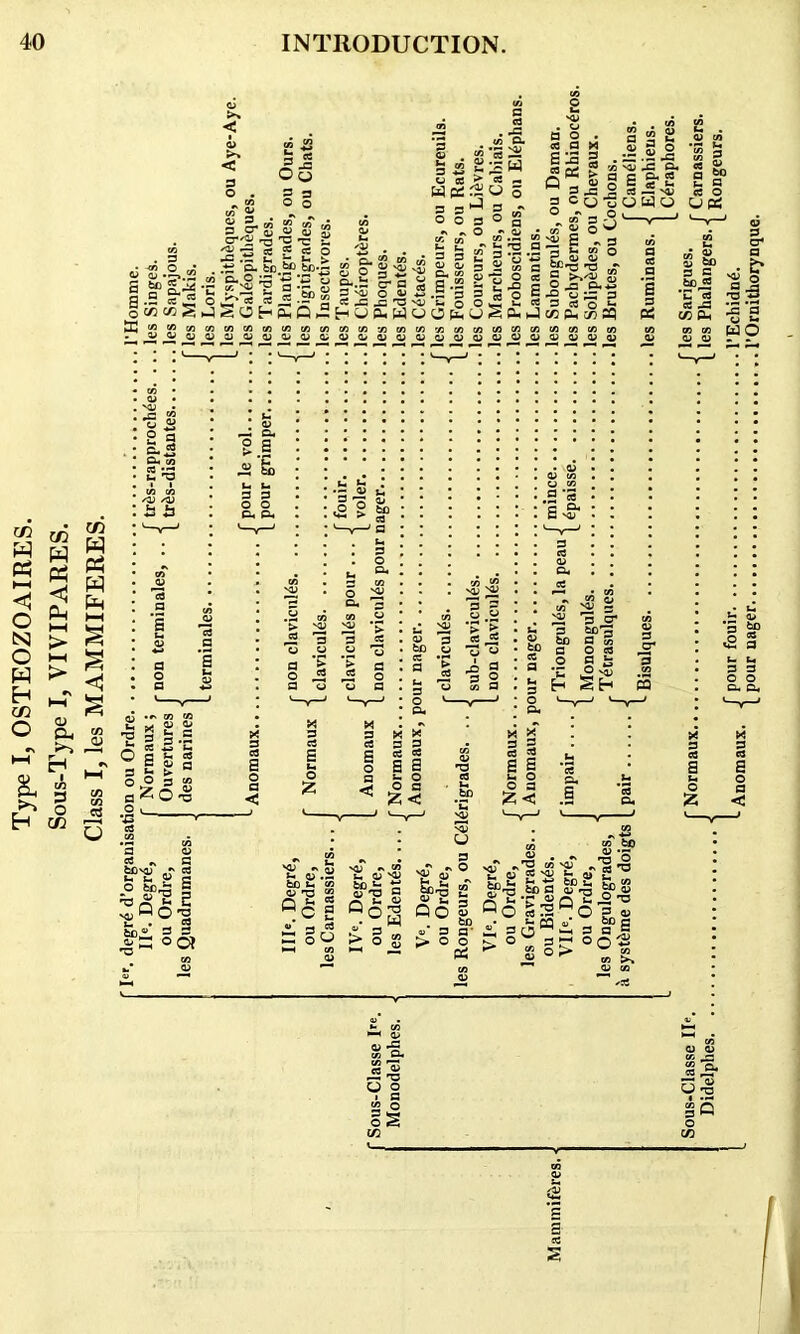 40 INTRODUCTION.
Type I, OSTEOZOAIRES.
Sous-Type I, VIVIPARES.
Class I, les MAMMIFERES.
Mammifères.
Sous-Classe Ire. Monodelphes.
Ier. degré d'organisation ou Ordre
l'Homme.
IIe. Degré, ou Ordre, les Quadrumanes.
Normaux; Ouvertures des narines
non terminales,
très-rapprochées
les Singes.
les Sapajous.
très-distantes
les Makis.
terminales
les Loris.
les Myspithèques, ou Aye-Aye.
Anomaux
pour le vol
les Galéopithèques.
pour grimper
les Tardigrades.
IIIe. Degré, ou Ordre, les Carnassiers
Normaux
non claviculés
les Plantigrades, ou Ours.
les Digitigrades, ou Chats.
claviculés
les Insectivores.
Anomaux
claviculés pour
fouir
les Taupes.
voler
les Chéiroptères.
non claviculés pour nager
les Phoques.
IVe. Degré, ou Ordre, les Edentés
Normaux
les Edentés.
Anomaux, pour nager
les Cétacés.
Ve. Degré, ou Ordre, les Rongeurs, ou Célérigrades
claviculés
les Grimpeurs, ou Ecureuils.
les Fouisseurs, ou Rats.
sub-claviculés
les Coureurs, ou Lièvres.
non claviculés
les Marcheurs, ou Cabiais.
VIe. Degré, ou Ordre, les Gravigrades, ou Bidentés.
Normaux
les Proboscidiens, ou Eléphans.
Anomaux, pour nager
les Lamantins.
VIIe. Degré, ou Ordre, les Ongulogrades, à système des doigts
impair
Triongulés, la peau
mince
les Subongulés, ou Daman.
épaisse
les Pachydermes, ou Rhinocéros.
Monongulés
les Solipèdes, ou Chevaux.
pair
Tétrasulques
les Brutes, ou Cochons.
Bisulques
les Ruminans.
Caméliens.
Elaphiens.
Céraphores.
Sous-Classe IIe. Didelphes.
Normaux
les Sarigues.
les Phalangers.
Carnassiers.
Rongeurs.
Anomaux.
pour fouir
l'Echidné.
pour nager
l'Ornithorynque.